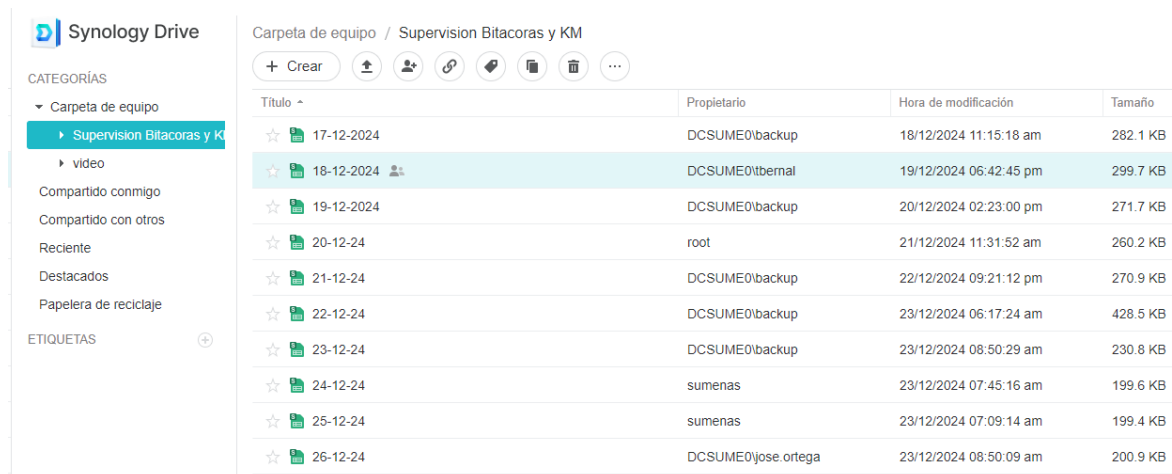 Synology Drive
CATEGORÍAS
Carpeta de equipo
Supervision Bitacoras y K
video
Compartido conmigo
Compartido con otros
Reciente
Destacados
Papelera de reciclaje
ETIQUETAS
Carpeta de equipo / Supervision Bitacoras y KM
+ Crear
Título Propietario Hora de modificación Tamaño
17-12-2024 DCSUME0\backup 18/12/2024 11:15:18 am 282.1 KB
18-12-2024 DCSUME0\tbernal 19/12/2024 06:42:45 pm 299.7 KB
19-12-2024 DCSUME0\backup 20/12/2024 02:23:00 pm 271.7 KB
20-12-24 root 21/12/2024 11:31:52 am 260.2 KB
21-12-24 DCSUME0\backup 22/12/2024 09:21:12 pm 270.9 KB
22-12-24 DCSUME0\backup 23/12/2024 06:17:24 am 428.5 KB
23-12-24 DCSUME0\backup 23/12/2024 08:50:29 am 230.8 KB
24-12-24 sumenas 23/12/2024 07:45:16 am 199.6 KB
25-12-24 sumenas 23/12/2024 07:09:14 am 199.4 KB
26-12-24 DCSUME0\jose.ortega 23/12/2024 08:50:09 am 200.9 KB